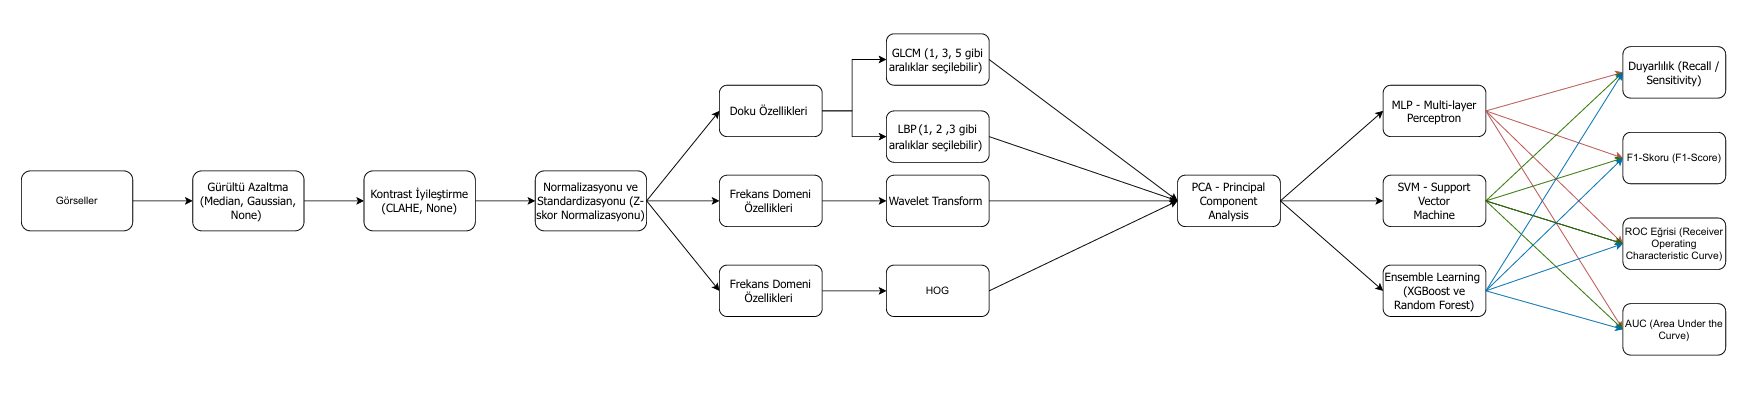 Görseller
Gürültü Azaltma
(Median, Gaussian,
None)
Kontrast İyileştirme
(CLAHE, None)
Normalizasyonu ve
Standardizasyonu (Z-
skor Normalizasyonu)
Doku Özellikleri
Frekans Domeni
Özellikleri
Frekans Domeni
Özellikleri
GLCM (1, 3, 5 gibi
aralıklar seçilebilir)
LBP (1, 2 ,3 gibi
aralıklar seçilebilir)
Wavelet Transform
HOG
PCA - Principal
Component
Analysis
MLP - Multi-layer
Perceptron
SVM - Support
Vector
Machine
Ensemble Learning
(XGBoost ve
Random Forest)
Duyarlılık (Recall /
Sensitivity)
F1-Skoru (F1-Score)
ROC Eğrisi (Receiver
Operating
Characteristic Curve)
AUC (Area Under the
Curve)